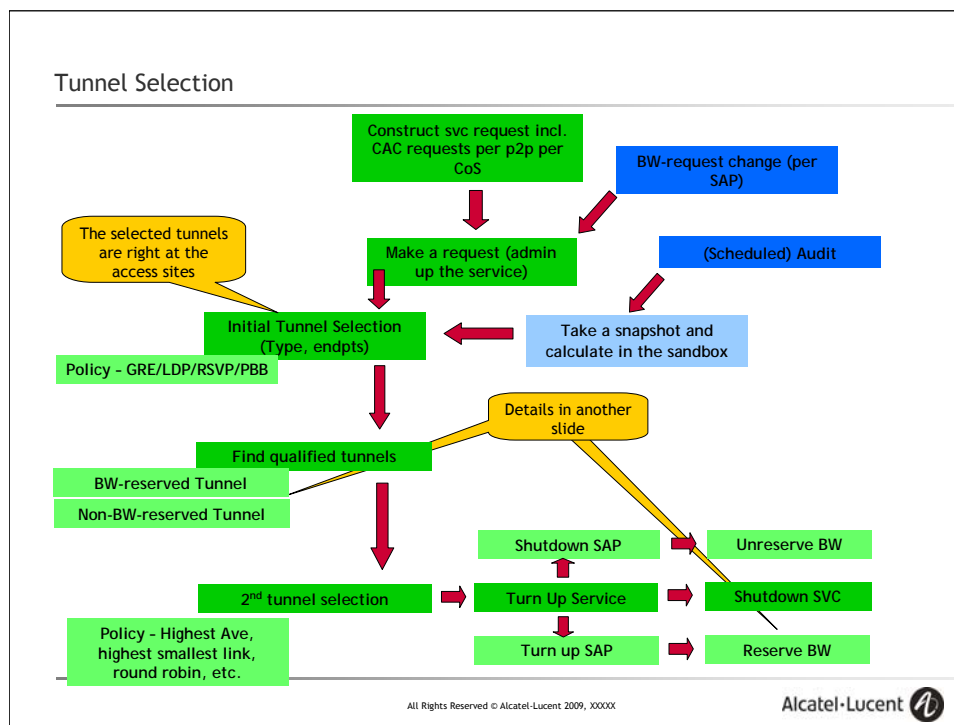 Tunnel Selection
Construct svc request incl.
CAC requests per p2p per
CoS
BW-request change (per
SAP)
The selected tunnels
are right at the
access sites
Make a request (admin
up the service)
(Scheduled) Audit
Initial Tunnel Selection
(Type, endpts)
Take a snapshot and
calculate in the sandbox
Policy – GRE/LDP/RSVP/PBB
Details in another
slide
Find qualified tunnels
BW-reserved Tunnel
Non-BW-reserved Tunnel
Shutdown SAP
Unreserve BW
2nd tunnel selection
Turn Up Service
Shutdown SVC
Policy – Highest Ave,
highest smallest link,
round robin, etc.
Turn up SAP
Reserve BW
All Rights Reserved © Alcatel-Lucent 2009, XXXXX
Alcatel·Lucent